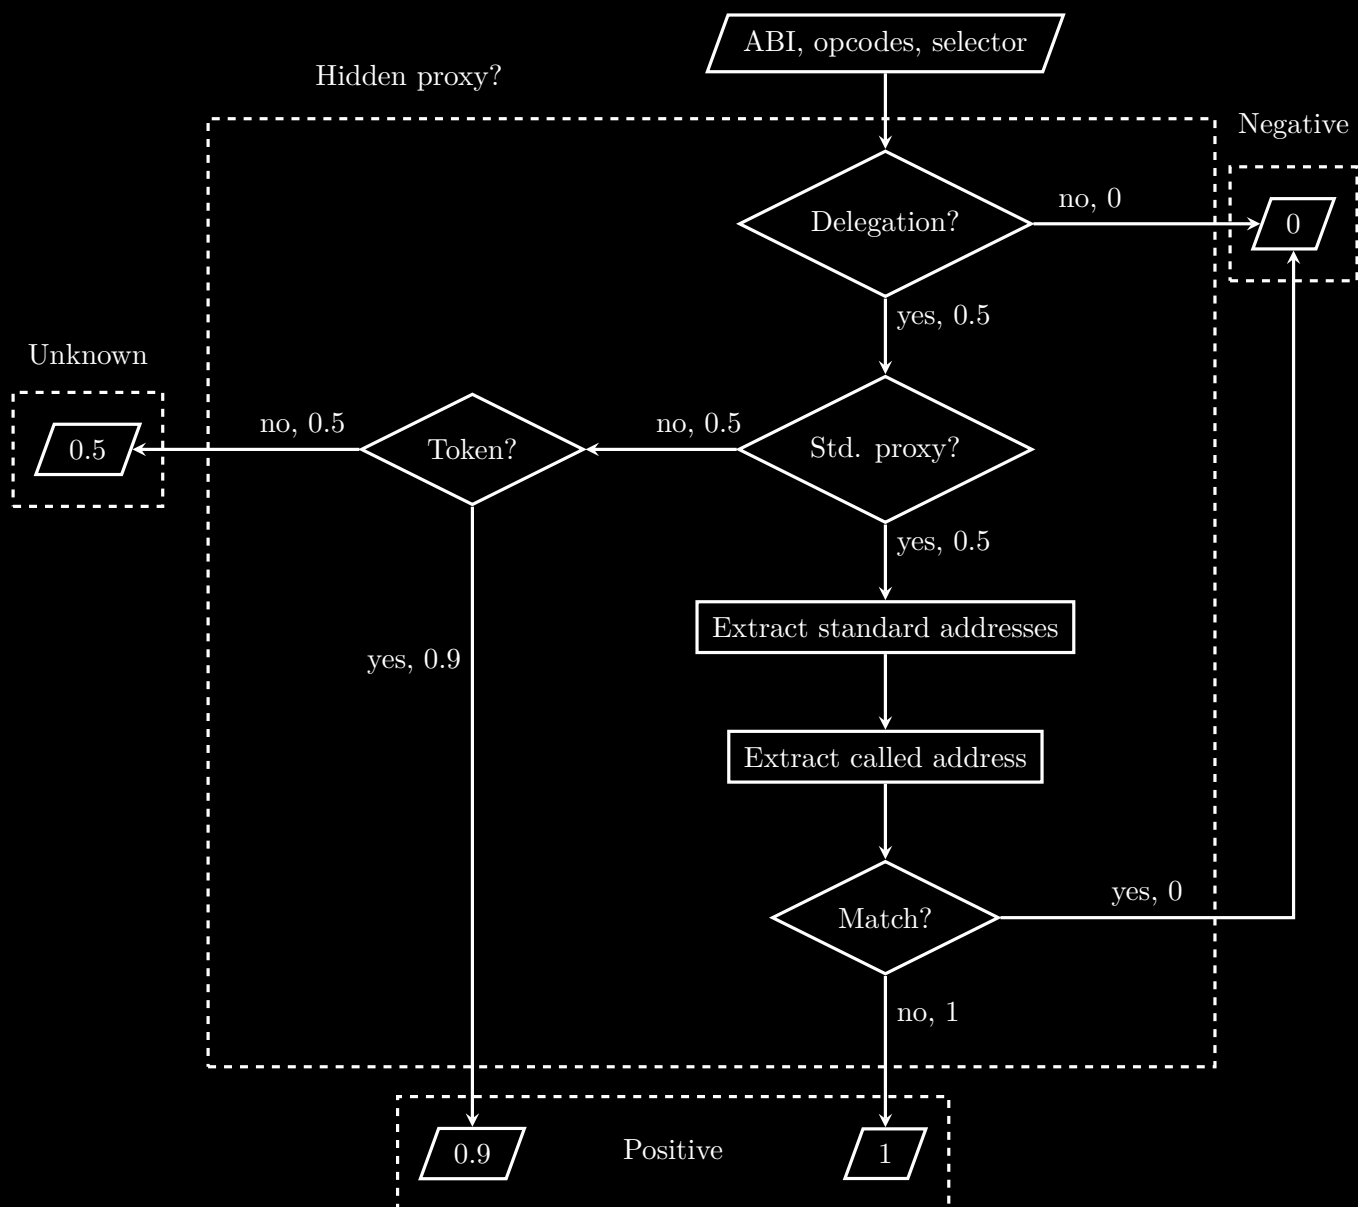 ABI, opcodes, selector
Hidden proxy?
Negative
Delegation?
no, 0
0
yes, 0.5
Unknown
0.5
no, 0.5
Token?
no, 0.5
Std. proxy?
yes, 0.5
Extract standard addresses
yes, 0.9
Extract called address
Match?
yes, 0
no, 1
0.9
Positive
1